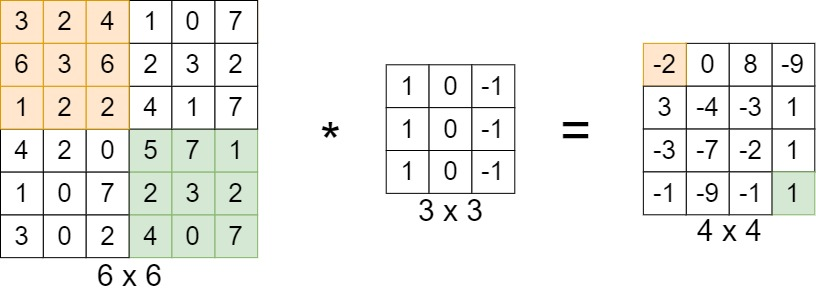 3 2 4 1 0 7
6 3 6 2 3 2
1 2 2 4 1 7
4 2 0 5 7 1
1 0 7 2 3 2
3 0 2 4 0 7
6 x 6
*
1 0 -1
1 0 -1
1 0 -1
3 x 3
=
-2 0 8 -9
3 -4 -3 1
-3 -7 -2 1
-1 -9 -1 1
4 x 4